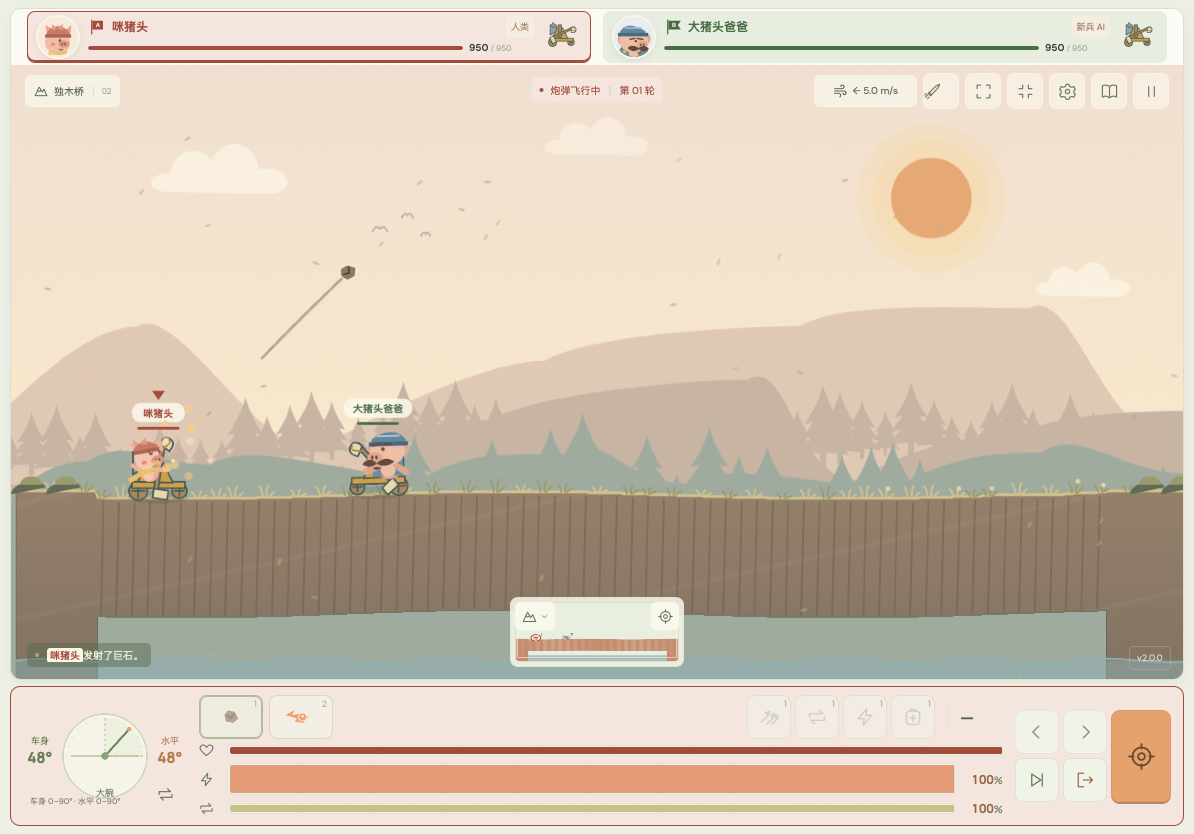 咪猪头
人类
950 / 950
大猪头爸爸
新兵 AI
950 / 950
独木桥 02
炮弹飞行中 第 01 轮
← 5.0 m/s
咪猪头
大猪头爸爸
咪猪头发射了巨石。
v2.0.0
1
2
1
1
1
1
车身
48°
水平
48°
大腕
车身 0–90° · 水平 0–90°
100%
100%